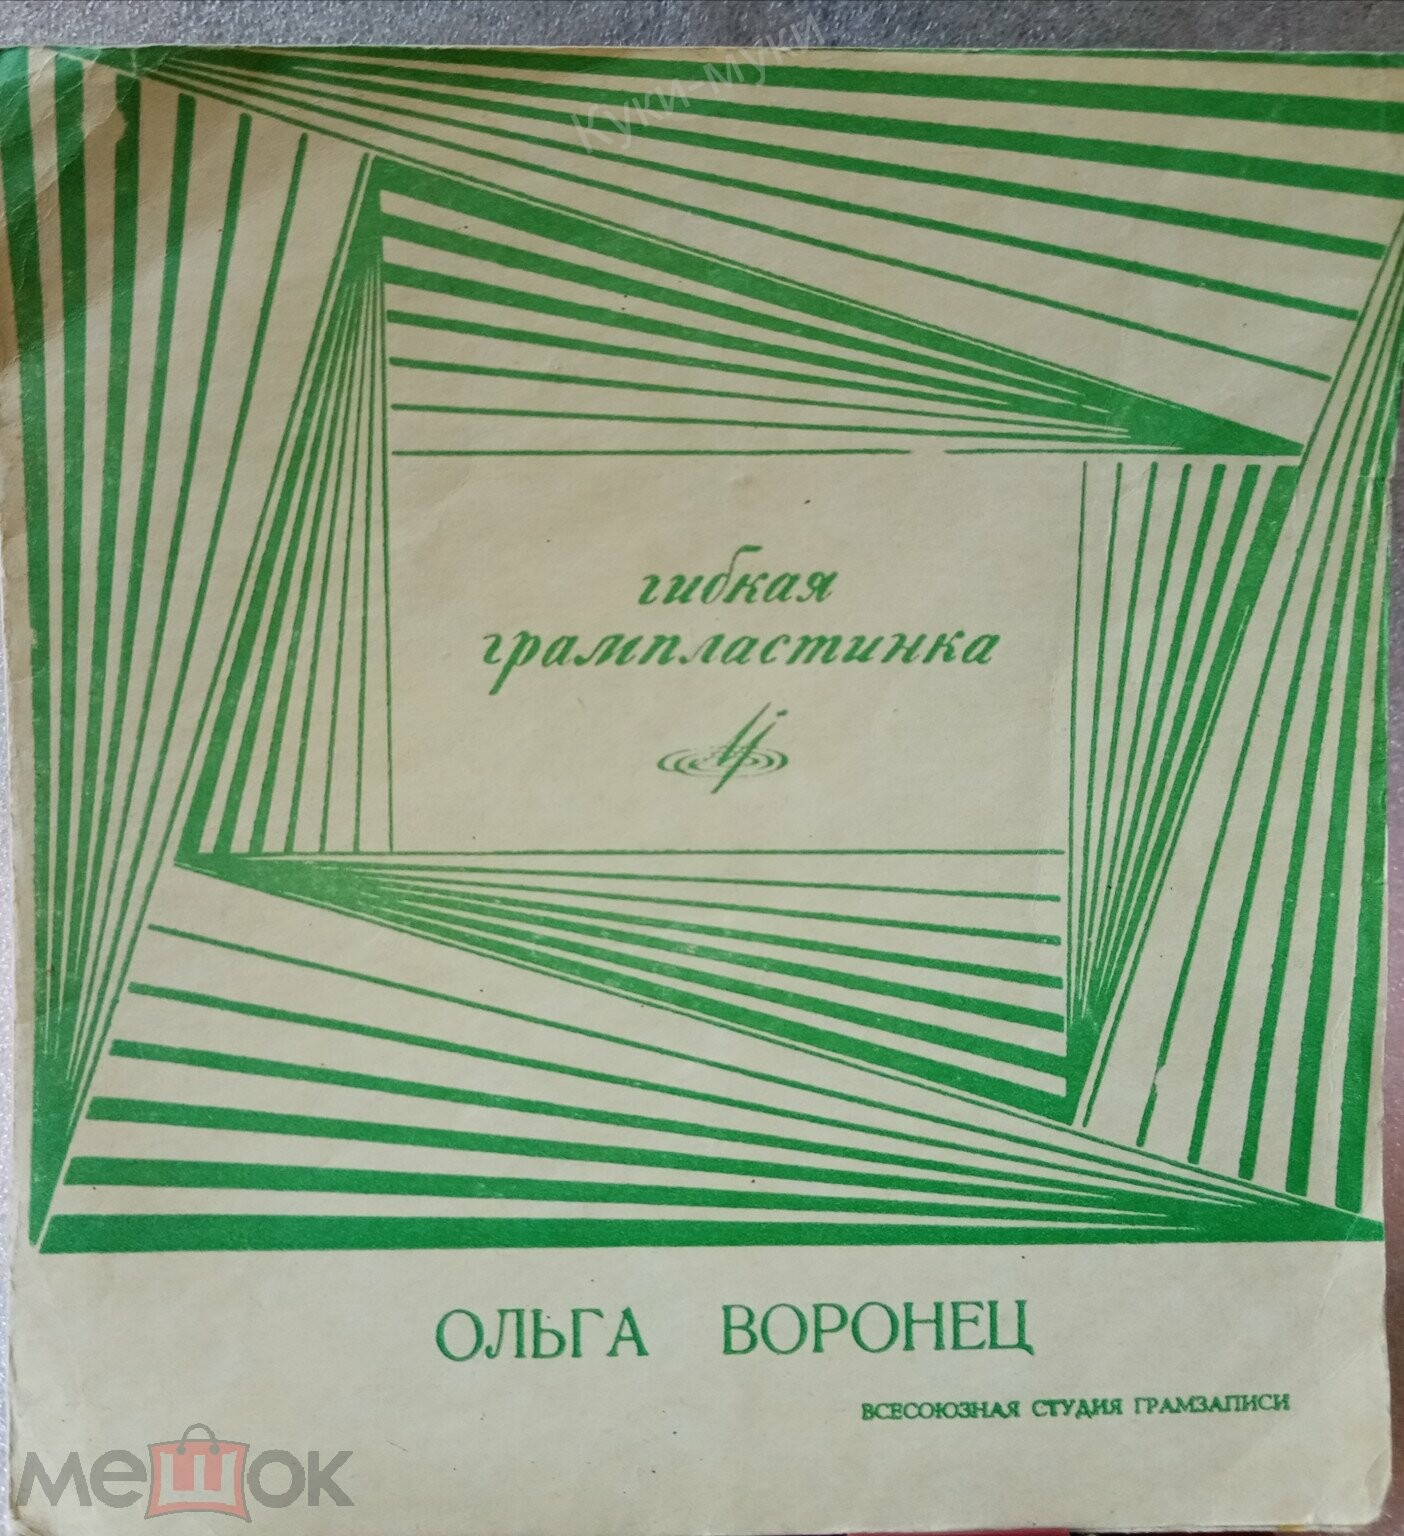 Куки-муки
гибкая
грампластинка
ОЛЬГА ВОРОНЕЦ
ВСЕСОЮЗНАЯ СТУДИЯ ГРАМЗАПИСИ
мешок